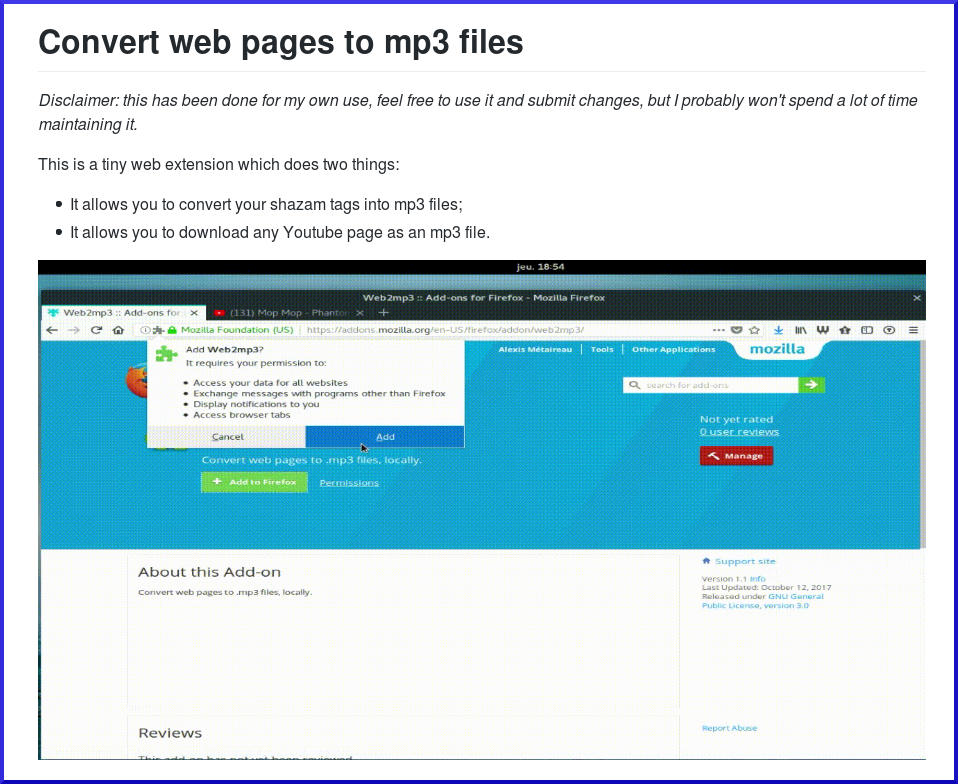 Convert web pages to mp3 files
Disclaimer: this has been done for my own use, feel free to use it and submit changes, but I probably won't spend a lot of time
maintaining it.
This is a tiny web extension which does two things:
It allows you to convert your shazam tags into mp3 files;
It allows you to download any Youtube page as an mp3 file.
jeu. 18:54
Web2mp3 :: Add-ons for Firefox - Mozilla Firefox
Web2mp3 :: Add-ons for
(131) Mop Mop - Phantom
Mozilla Foundation (US)
https://addons.mozilla.org/en-US/firefox/addon/web2mp3/
Add Web2mp3?
It requires your permission to:
Access your data for all websites
Exchange messages with programs other than Firefox
Display notifications to you
Access browser tabs
Cancel
Add
Alexis Métaireau
Tools
Other Applications
mozilla
search for add-ons
Not yet rated
0 user reviews
Manage
Convert web pages to .mp3 files, locally.
Add to Firefox
Permissions
About this Add-on
Convert web pages to .mp3 files, locally.
Support site
Version 1.1 Info
Last Updated: October 12, 2017
Released under GNU General
Public License, version 3.0
Reviews
This add-on has not yet been reviewed.
Report Abuse